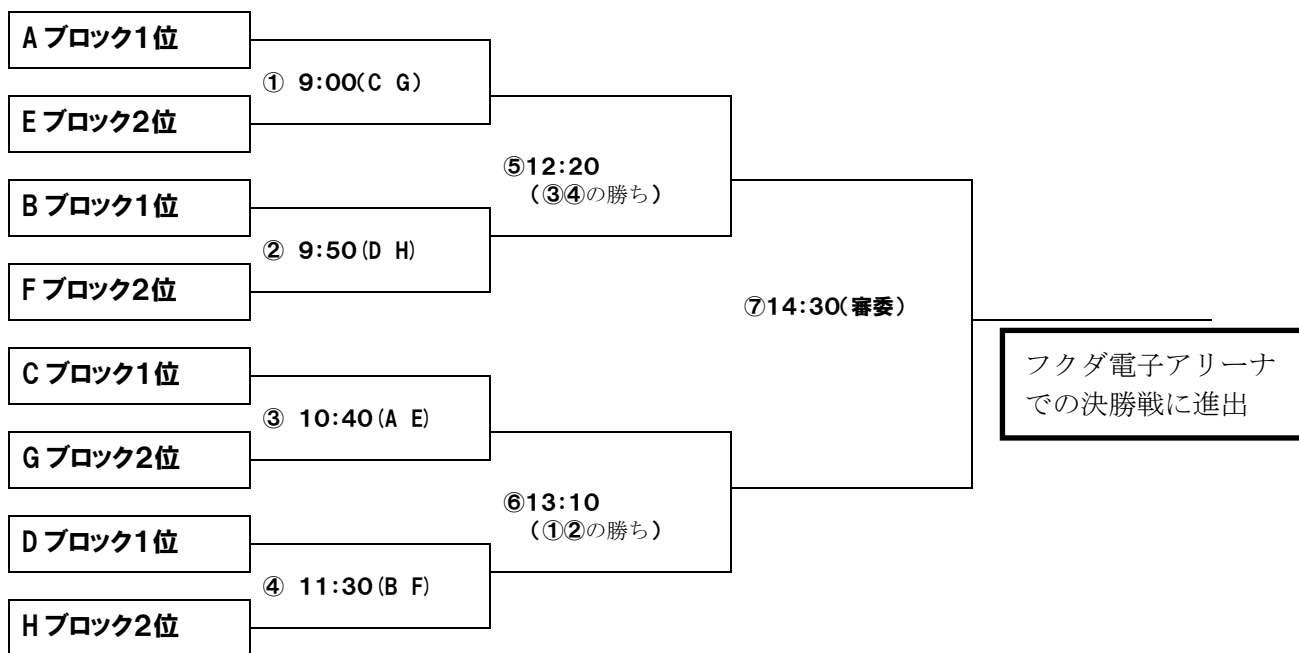 Aブロック1位
① 9:00(C G)
Eブロック2位
⑤12:20
(③④の勝ち)
Bブロック1位
② 9:50(D H)
Fブロック2位
⑦14:30(審委)
フクダ電子アリーナ
での決勝戦に進出
Cブロック1位
③ 10:40(A E)
Gブロック2位
⑥13:10
(①②の勝ち)
Dブロック1位
④ 11:30(B F)
Hブロック2位